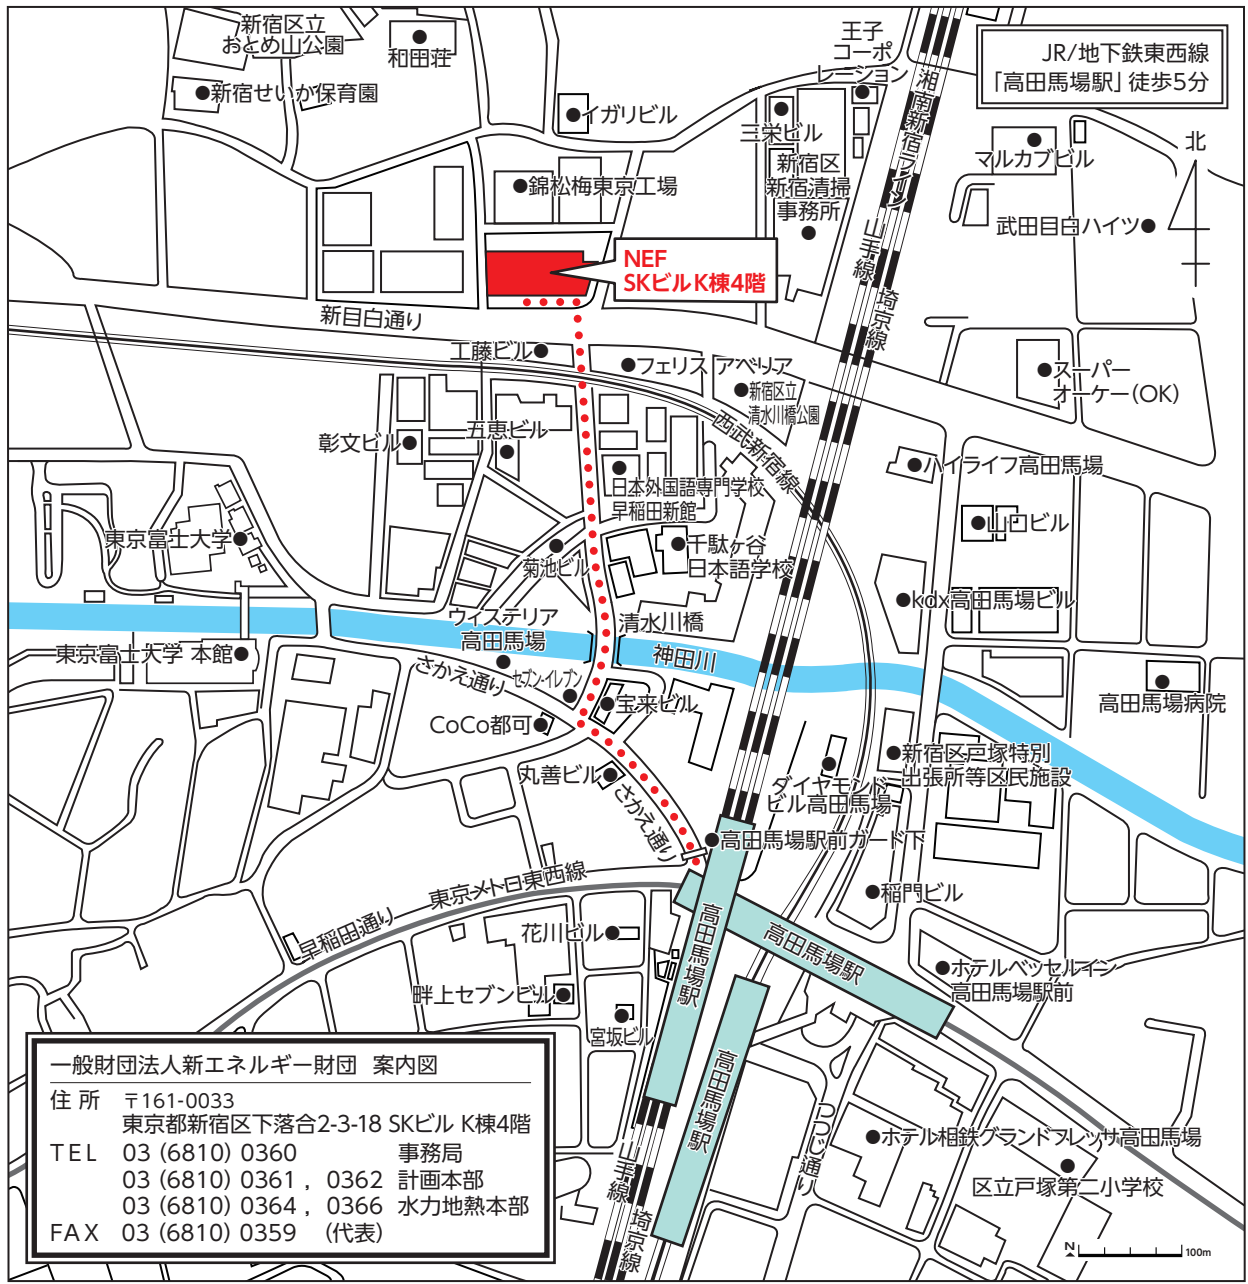 新宿区立
おとめ山公園
和田荘
新宿せいが保育園
イガリビル
王子
コーポ
レーション
三栄ビル
新宿区
新宿清掃
事務所
錦松梅東京工場
湘南新宿ライン
JR/地下鉄東西線
「高田馬場駅」徒歩5分
北
マルカブビル
武田目白ハイツ
山手線
埼京線
NEF
SKビルK棟4階
新目白通り
工藤ビル
フェリス アベリア
新宿区立
清水川橋公園
西武新宿線
スーパー
オーケー(OK)
彰文ビル
五恵ビル
日本外国語専門学校
早稲田新館
ハイライフ高田馬場
山口ビル
東京富士大学
菊池ビル
千駄ヶ谷
日本語学校
kdx高田馬場ビル
ウィステリア
高田馬場
清水川橋
神田川
東京富士大学 本館
さかえ通り
セブン-イレブン
宝来ビル
CoCo都可
高田馬場病院
丸善ビル
さかえ通り
ダイヤモンド
ビル高田馬場
新宿区戸塚特別
出張所等区民施設
高田馬場駅前ガード下
東京メトロ東西線
早稲田通り
稲門ビル
花川ビル
高田馬場駅
高田馬場駅
ホテルベッセルイン
高田馬場駅前
畔上セブンビル
宮坂ビル
高田馬場駅
つつじ通り
ホテル相鉄グランドフレッサ高田馬場
区立戸塚第二小学校
山手線
埼京線
一般財団法人新エネルギー財団 案内図
住所 〒161-0033
東京都新宿区下落合2-3-18 SKビル K棟4階
TEL 03 (6810) 0360 事務局
03 (6810) 0361 , 0362 計画本部
03 (6810) 0364 , 0366 水力地熱本部
FAX 03 (6810) 0359 (代表)
N
100m